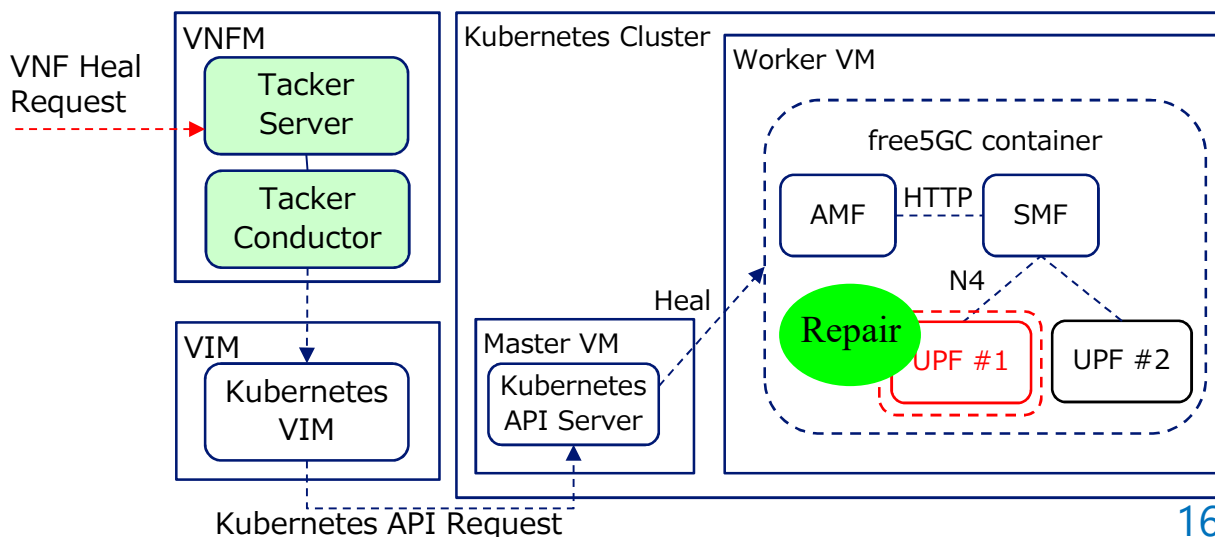 VNF Heal
Request
VNFM
Tacker
Server
Tacker
Conductor
VIM
Kubernetes
VIM
Kubernetes API Request
Kubernetes Cluster
Master VM
Kubernetes
API Server
Heal
Worker VM
free5GC container
AMF
HTTP
SMF
N4
Repair
UPF #1
UPF #2
16